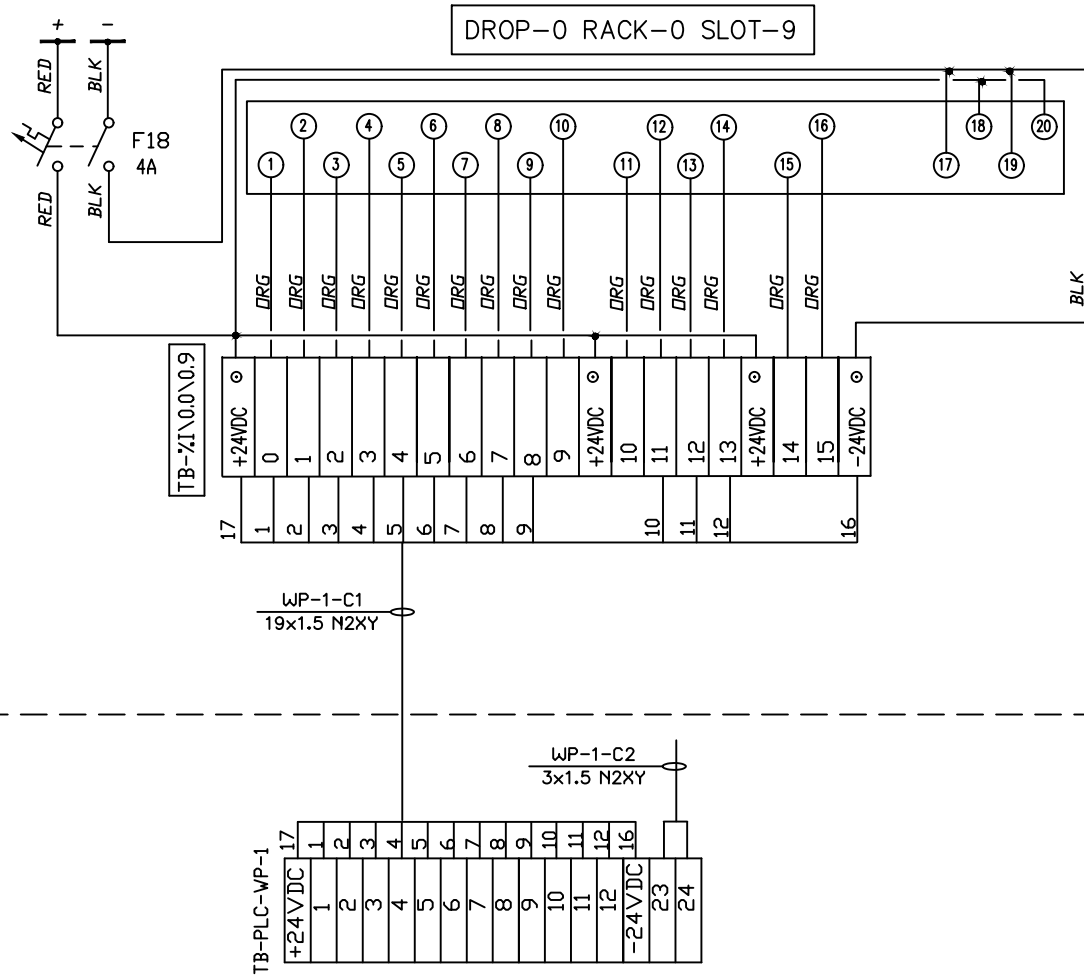 DROP-0 RACK-0 SLOT-9
+ -
RED BLK
F18
4A
RED BLK
2 4 6 8 10 12 14 16 18 20
1 3 5 7 9 11 13 15 17 19
ORG ORG ORG ORG ORG ORG ORG ORG ORG ORG ORG ORG ORG ORG ORG ORG
BLK
TB-%I\0.0\0.9
+24VDC 0 1 2 3 4 5 6 7 8 9 +24VDC 10 11 12 13 +24VDC 14 15 -24VDC
17 1 2 3 4 5 6 7 8 9 10 11 12 16
WP-1-C1
19x1.5 N2XY
WP-1-C2
3x1.5 N2XY
TB-PLC-WP-1
17 1 2 3 4 5 6 7 8 9 10 11 12 16
+24VDC 1 2 3 4 5 6 7 8 9 10 11 12 -24VDC 23 24